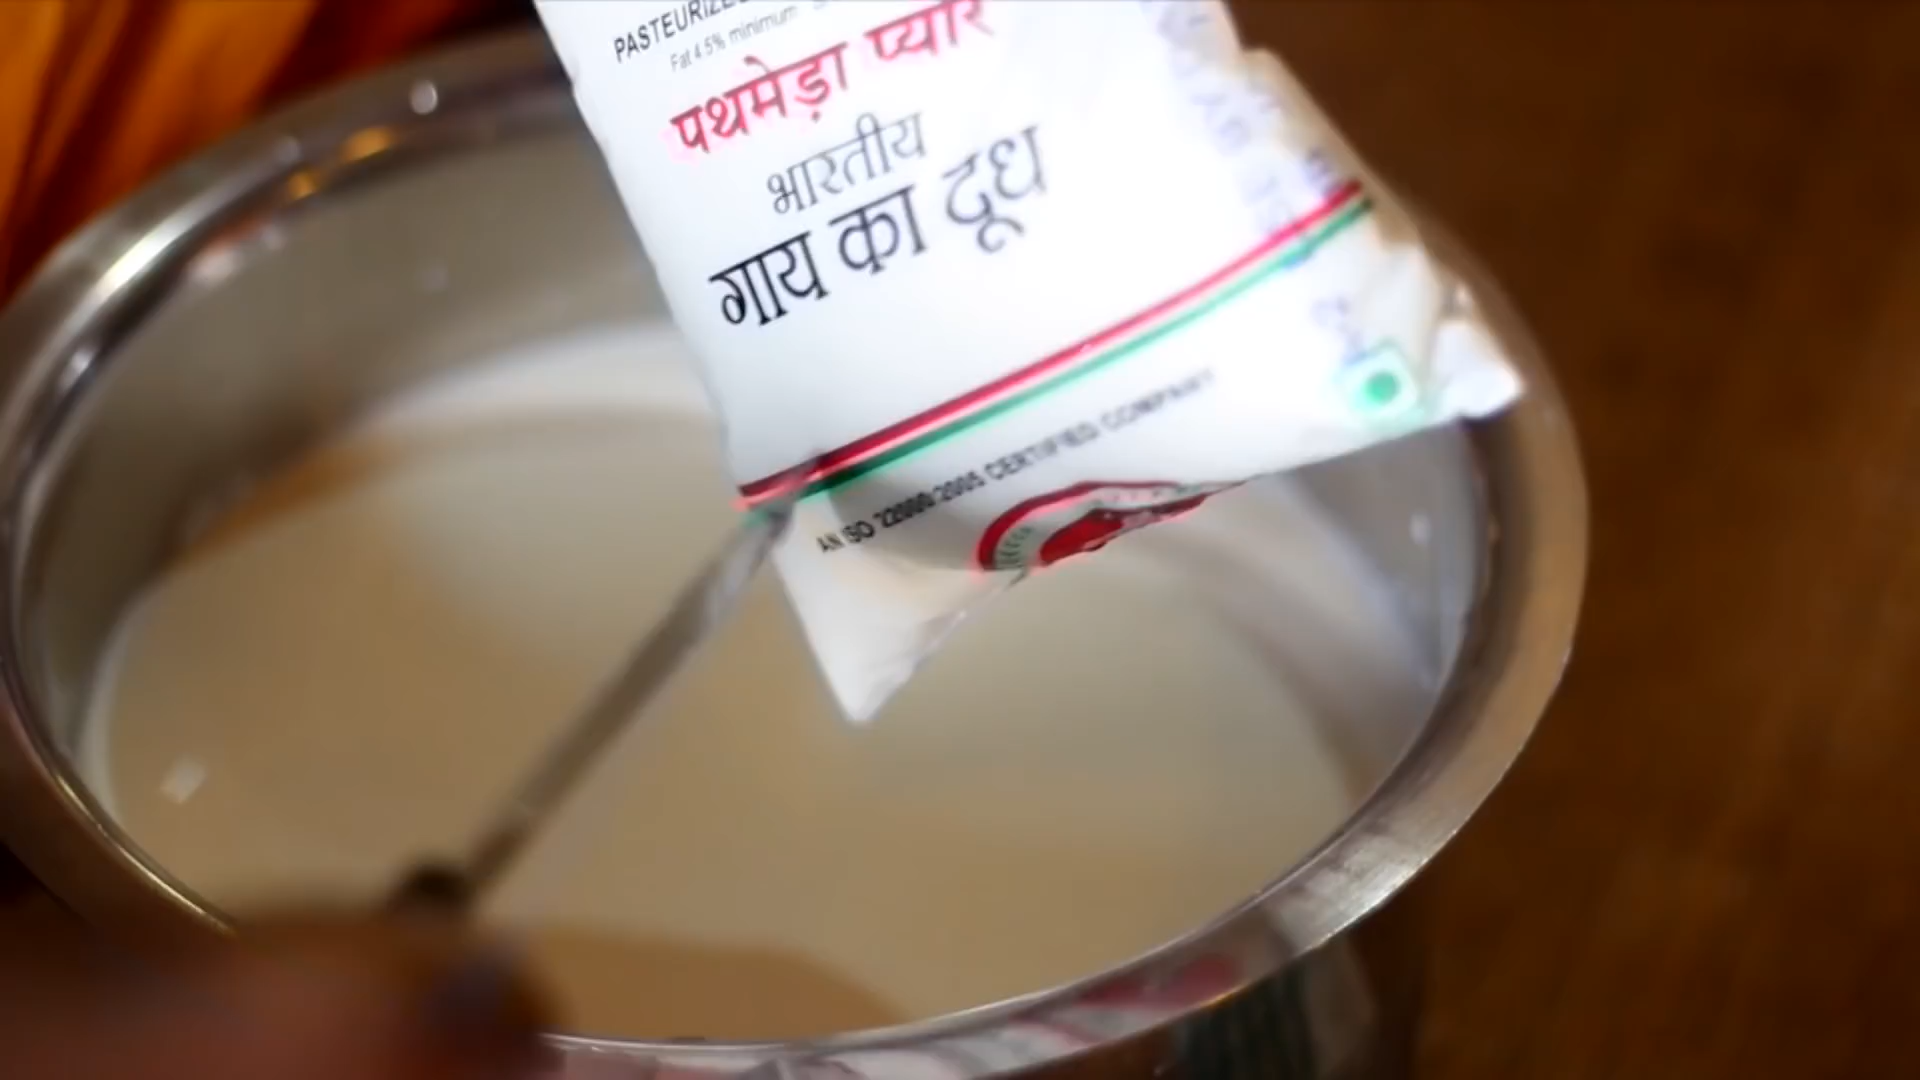 PASTEURIZED
Fat 4.5% minimum
पथमेड़ा प्यार
भारतीय
गाय का दूध
AN ISO 22000:2005 CERTIFIED COMPANY